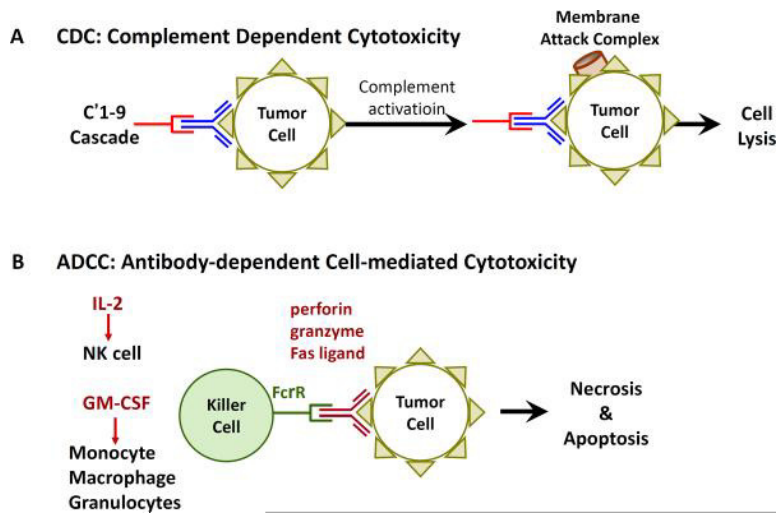 A CDC: Complement Dependent Cytotoxicity
Membrane
Attack Complex
C'1-9
Cascade
Tumor
Cell
Complement
activatioin
Tumor
Cell
Cell
Lysis
B ADCC: Antibody-dependent Cell-mediated Cytotoxicity
IL-2
NK cell
GM-CSF
Monocyte
Macrophage
Granulocytes
perforin
granzyme
Fas ligand
Killer
Cell
FcrR
Tumor
Cell
Necrosis
&
Apoptosis